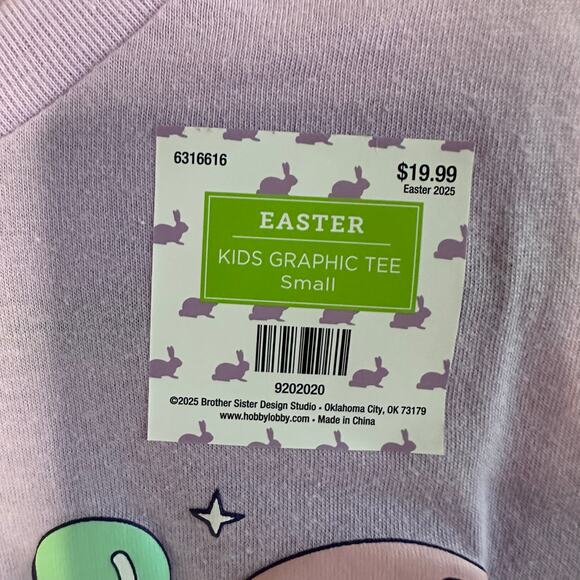 6316616
$19.99
Easter 2025
EASTER
KIDS GRAPHIC TEE
Small
9202020
©2025 Brother Sister Design Studio • Oklahoma City, OK 73179
www.hobbylobby.com • Made in China